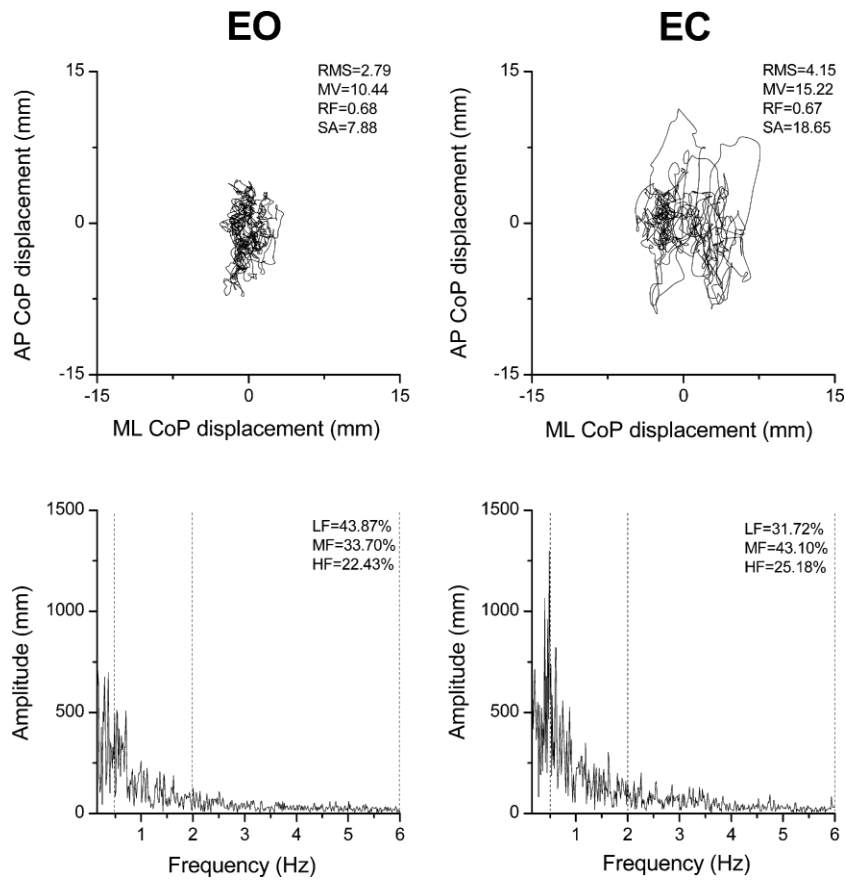 EO
EC
15
RMS=2.79
MV=10.44
RF=0.68
SA=7.88
AP CoP displacement (mm)
0
-15
-15
0
15
ML CoP displacement (mm)
15
RMS=4.15
MV=15.22
RF=0.67
SA=18.65
AP CoP displacement (mm)
0
-15
-15
0
15
ML CoP displacement (mm)
1500
LF=43.87%
MF=33.70%
HF=22.43%
1000
Amplitude (mm)
500
0
1
2
3
4
5
6
Frequency (Hz)
1500
LF=31.72%
MF=43.10%
HF=25.18%
1000
Amplitude (mm)
500
0
1
2
3
4
5
6
Frequency (Hz)